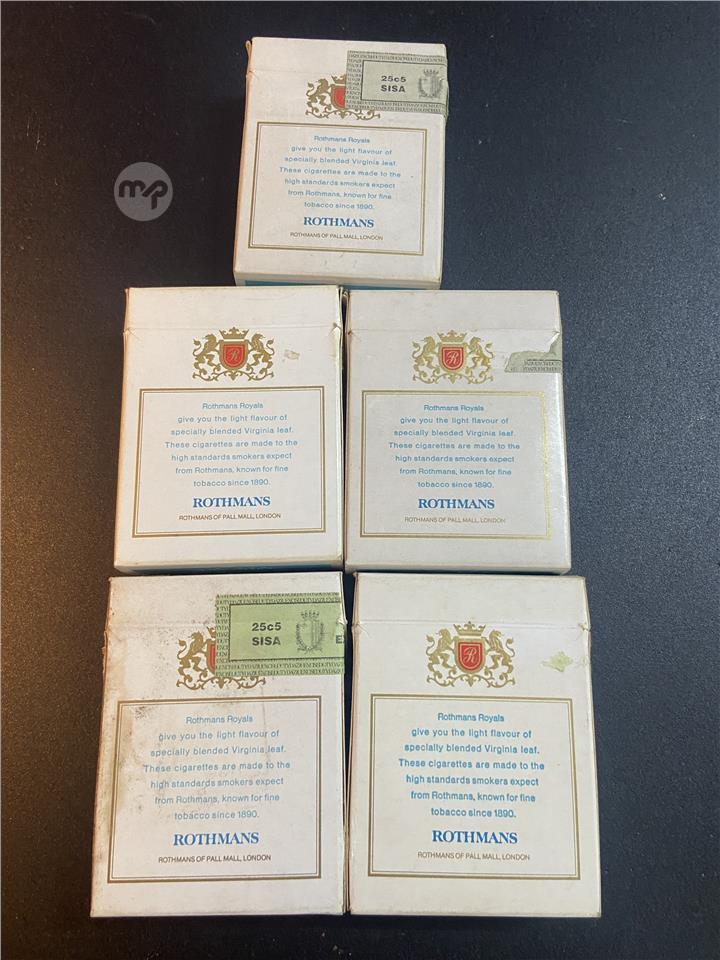 25c5
SISA
R
Rothmans Royals
give you the light flavour of
specially blended Virginia leaf.
These cigarettes are made to the
high standards smokers expect
from Rothmans, known for fine
tobacco since 1890.
ROTHMANS
ROTHMANS OF PALL MALL, LONDON
mp
R
Rothmans Royals
give you the light flavour of
specially blended Virginia leaf.
These cigarettes are made to the
high standards smokers expect
from Rothmans, known for fine
tobacco since 1890.
ROTHMANS
ROTHMANS OF PALL MALL, LONDON
R
Rothmans Royals
give you the light flavour of
specially blended Virginia leaf.
These cigarettes are made to the
high standards smokers expect
from Rothmans, known for fine
tobacco since 1890.
ROTHMANS
ROTHMANS OF PALL MALL, LONDON
25c5
SISA
R
Rothmans Royals
give you the light flavour of
specially blended Virginia leaf.
These cigarettes are made to the
high standards smokers expect
from Rothmans, known for fine
tobacco since 1890.
ROTHMANS
ROTHMANS OF PALL MALL, LONDON
R
Rothmans Royals
give you the light flavour of
specially blended Virginia leaf.
These cigarettes are made to the
high standards smokers expect
from Rothmans, known for fine
tobacco since 1890.
ROTHMANS
ROTHMANS OF PALL MALL, LONDON